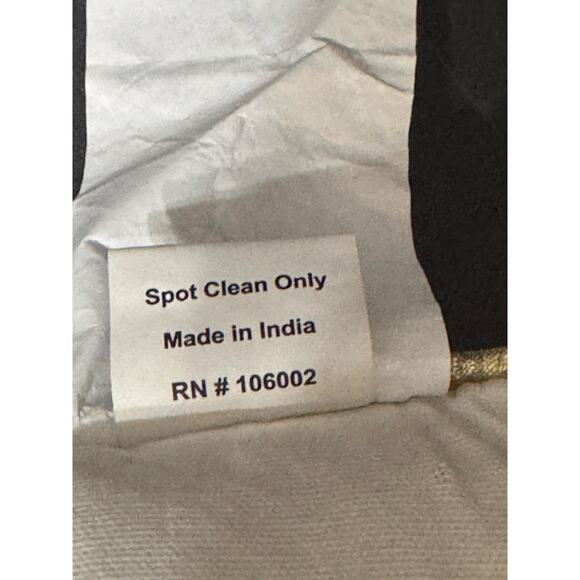 Spot Clean Only
Made in India
RN # 106002